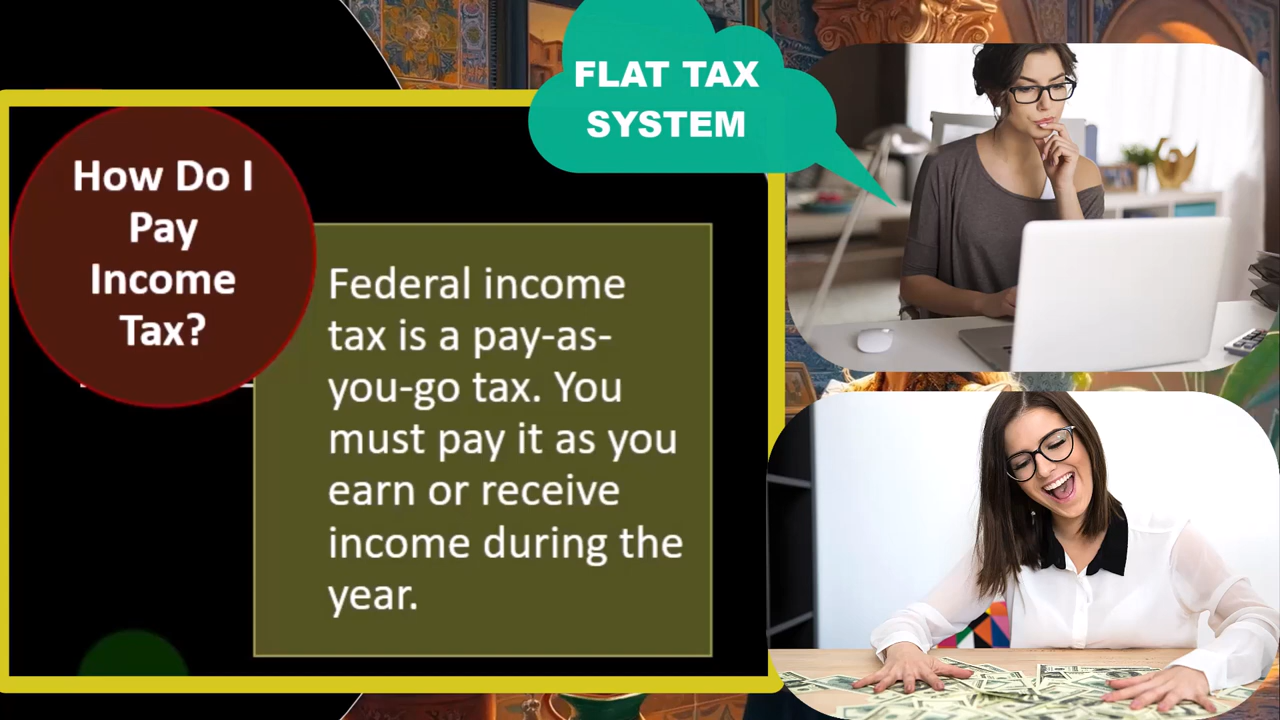 FLAT TAX
SYSTEM
How Do I
Pay
Income
Tax?
Federal income
tax is a pay-as-
you-go tax. You
must pay it as you
earn or receive
income during the
year.